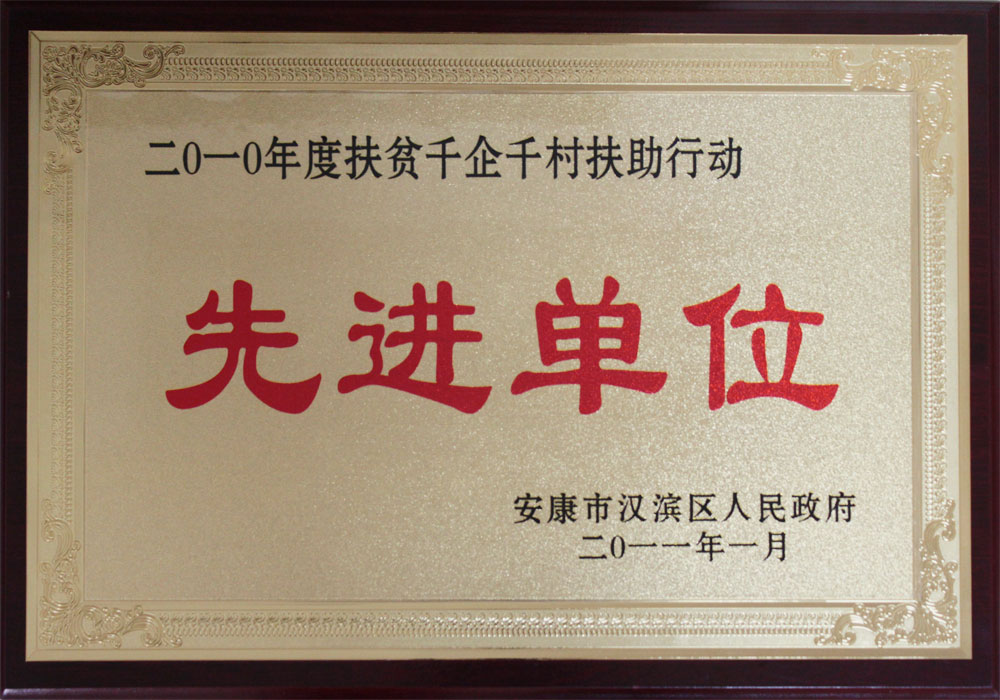 二0一0年度扶贫千企千村扶助行动
先进单位
安康市汉滨区人民政府
二0一一年一月